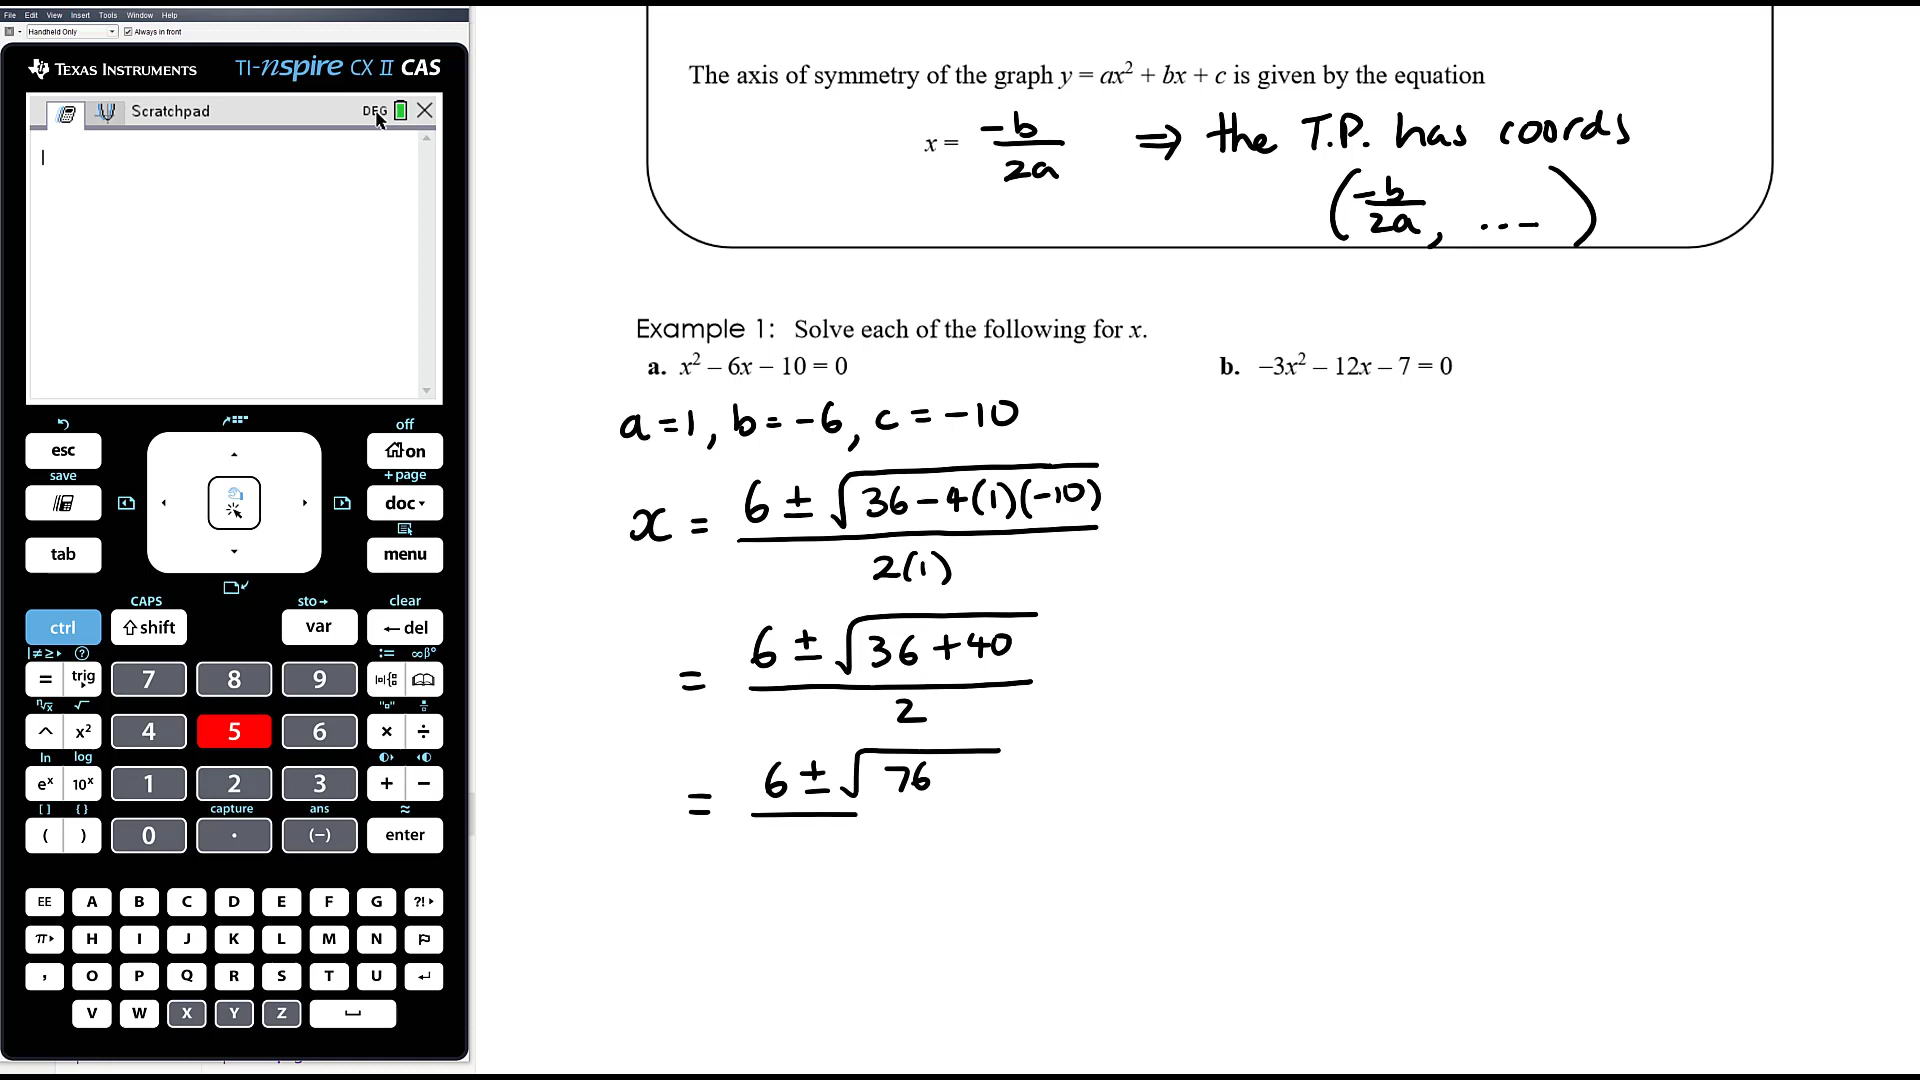 File Edit View Insert Tools Window Help
Handheld Only Always in front
TEXAS INSTRUMENTS TI-nspire CX II CAS
Scratchpad DEG
off
esc on
save +page
doc
tab menu
CAPS sto→ clear
ctrl ⇧shift var ←del
|≠≥▸ ? := ∞β°
= trig 7 8 9 |□|{ 
ⁿ√x √ "□"
^ x² 4 5 6 × ÷
ln log
eˣ 10ˣ 1 2 3 + −
[ ] { } capture ans ≈
( ) 0 . (−) enter
EE A B C D E F G ?!▸
π▸ H I J K L M N
, O P Q R S T U ↵
V W X Y Z
The axis of symmetry of the graph y = ax² + bx + c is given by the equation
x = -b/2a ⇒ the T.P. has coords
(-b/2a, ...)
Example 1: Solve each of the following for x.
a. x² – 6x – 10 = 0 b. –3x² – 12x – 7 = 0
a=1, b=-6, c=-10
x = 6 ± √36-4(1)(-10)
2(1)
= 6 ± √36+40
2
= 6 ± √76